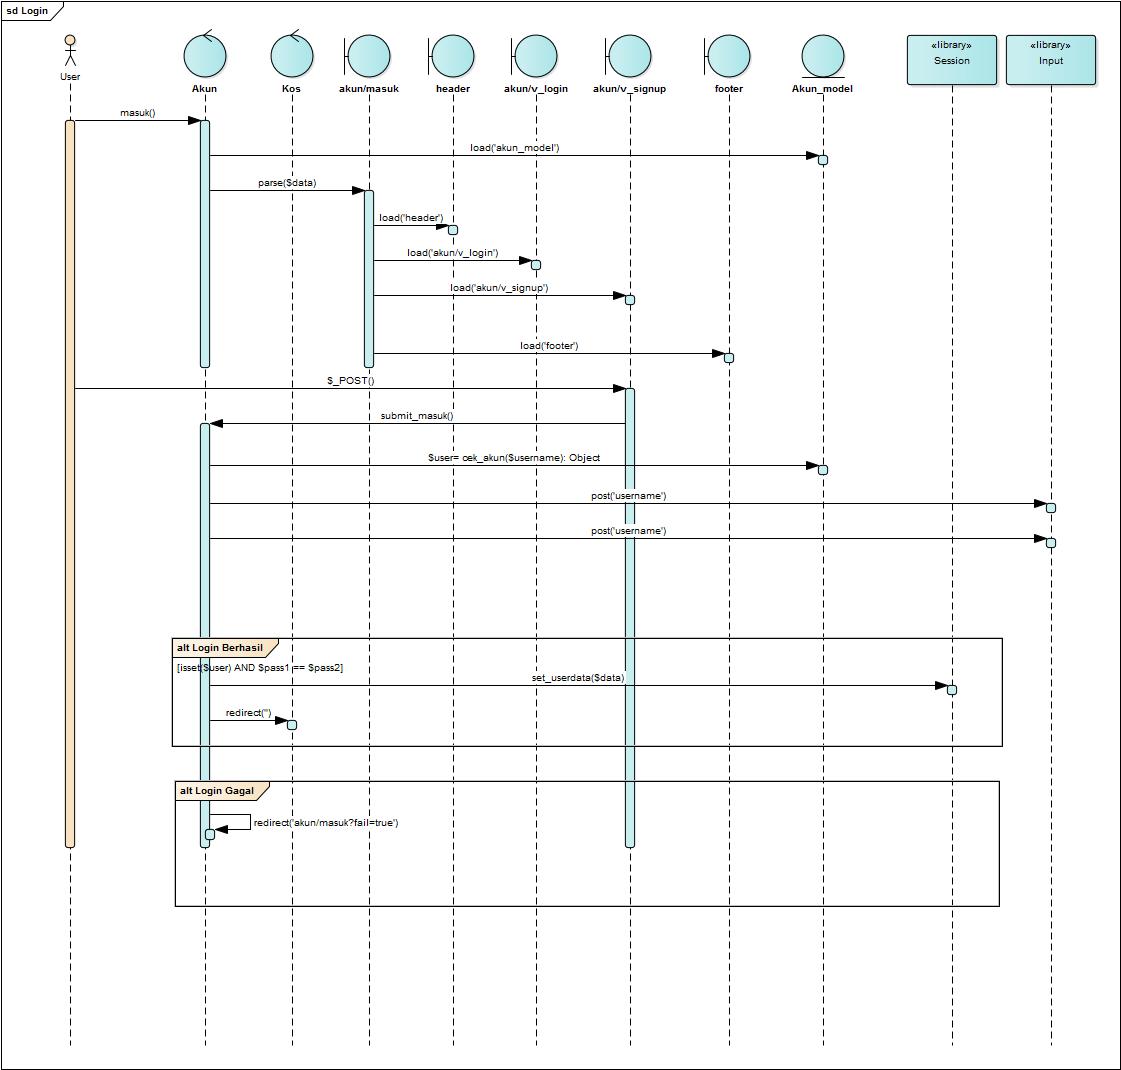 sd Login
User
Akun
Kos
akun/masuk
header
akun/v_login
akun/v_signup
footer
Akun_model
«library»
Session
«library»
Input
masuk()
load('akun_model')
parse($data)
load('header')
load('akun/v_login')
load('akun/v_signup')
load('footer')
$_POST()
submit_masuk()
$user= cek_akun($username): Object
post('username')
post('username')
alt Login Berhasil
[isset($user) AND $pass1 == $pass2]
set_userdata($data)
redirect('')
alt Login Gagal
redirect('akun/masuk?fail=true')